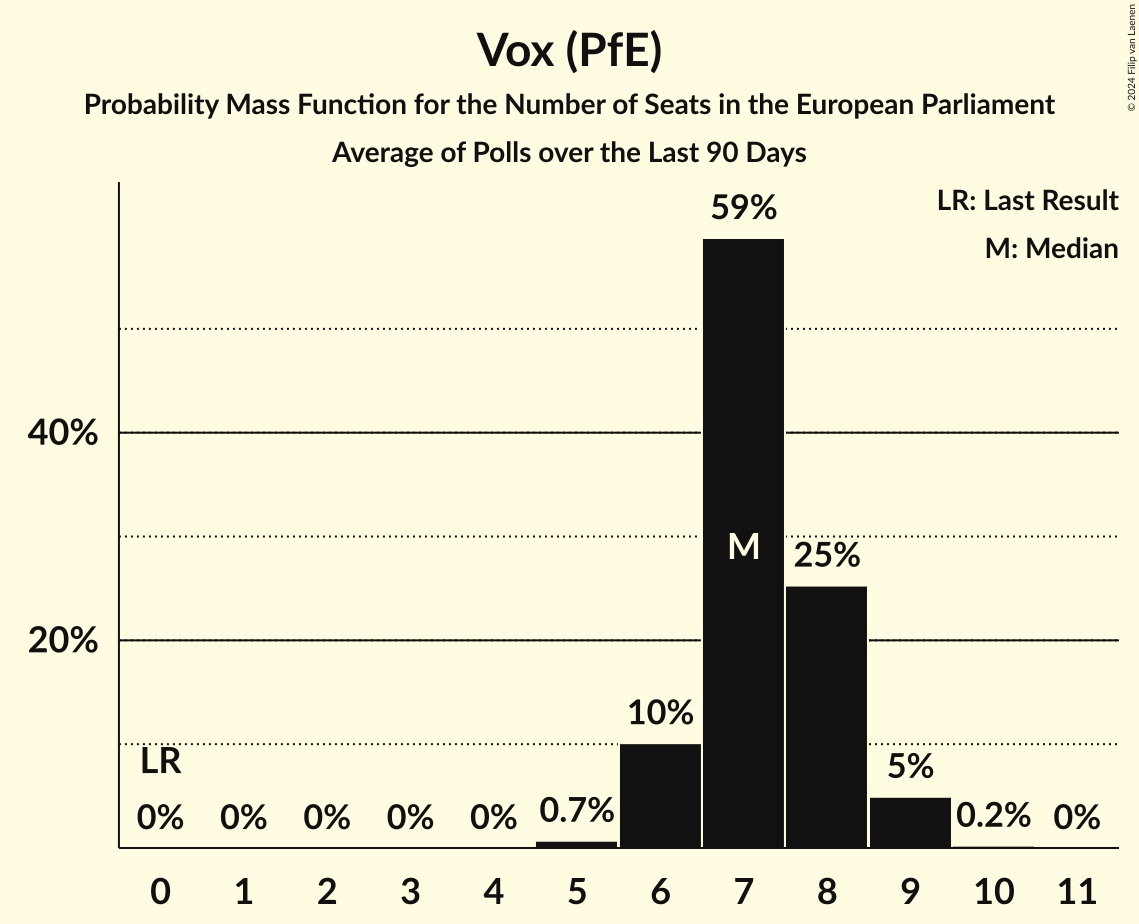 Vox (PfE)
Probability Mass Function for the Number of Seats in the European Parliament
Average of Polls over the Last 90 Days
© 2024 Filip van Laenen
LR: Last Result
M: Median
59%
40%
M
25%
20%
10%
LR
5%
0% 0% 0% 0% 0% 0.7% 0.2% 0%
0 1 2 3 4 5 6 7 8 9 10 11